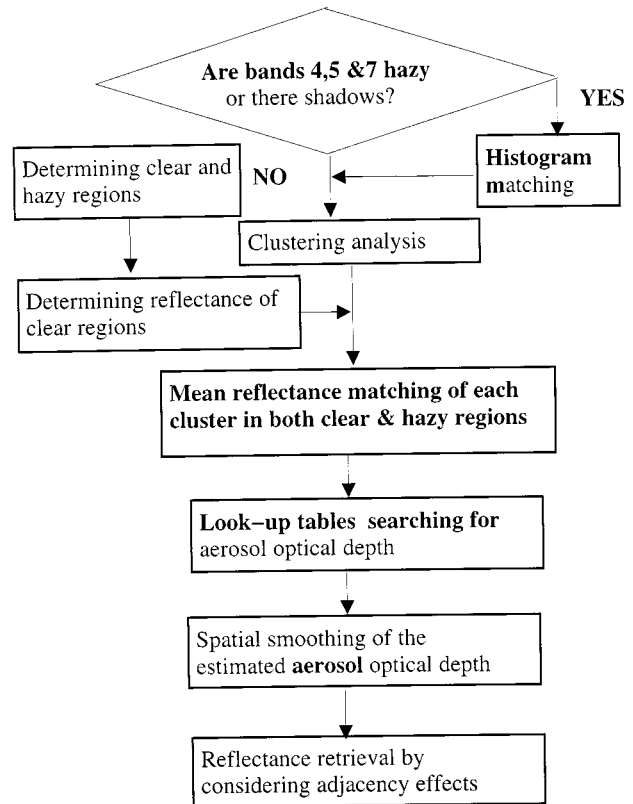 Are bands 4,5 &7 hazy
or there shadows?
YES
Histogram
matching
NO
Determining clear and
hazy regions
Clustering analysis
Determining reflectance of
clear regions
Mean reflectance matching of each
cluster in both clear & hazy regions
Look-up tables searching for
aerosol optical depth
Spatial smoothing of the
estimated aerosol optical depth
Reflectance retrieval by
considering adjacency effects